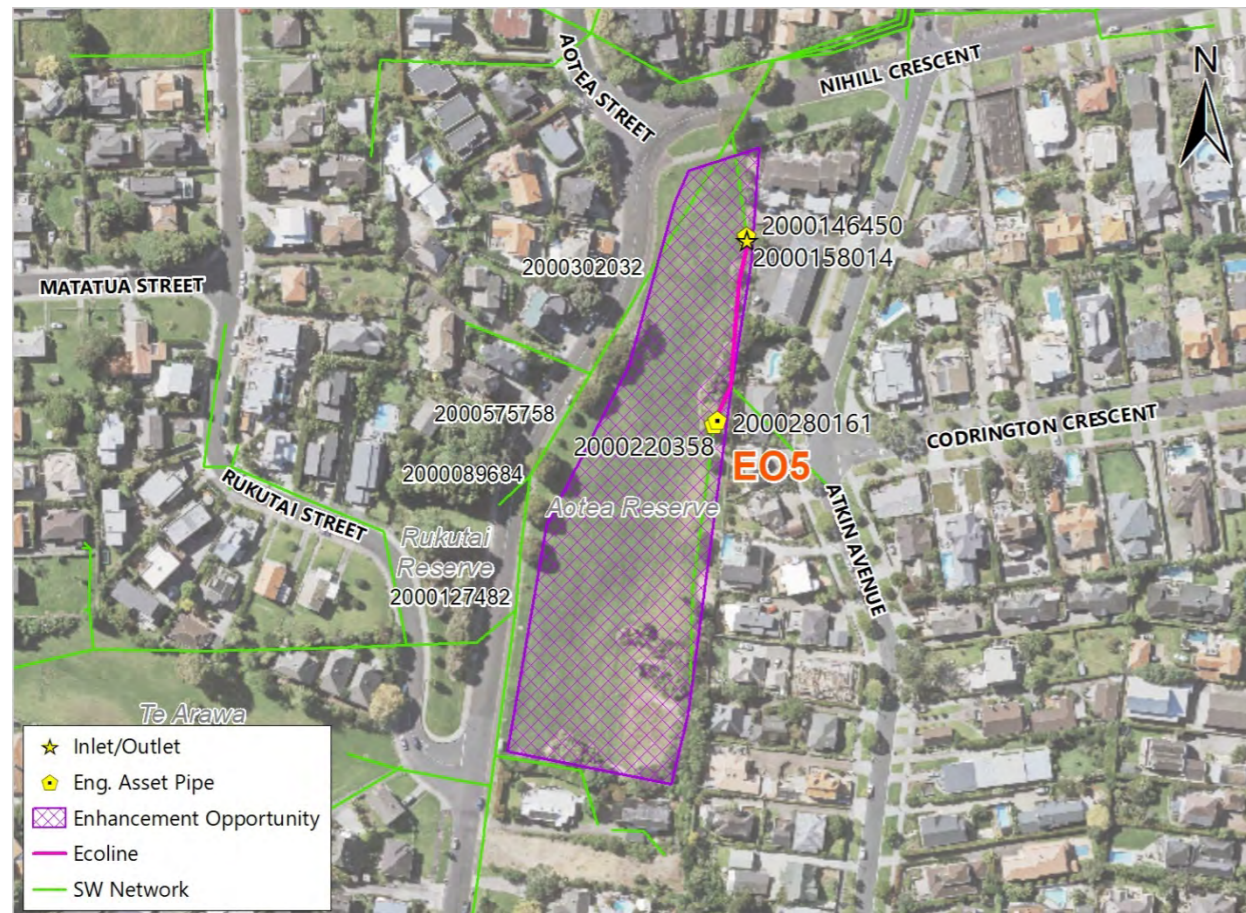 AOTEA STREET
NIHILL CRESCENT
N
2000146450
2000158014
2000302032
MATATUA STREET
2000575758
2000280161
2000220358
CODRINGTON CRESCENT
EO5
2000089684
RUKUTAI STREET
Aotea Reserve
ATKIN AVENUE
Rukutai
Reserve
2000127482
Te Arawa
Inlet/Outlet
Eng. Asset Pipe
Enhancement Opportunity
Ecoline
SW Network